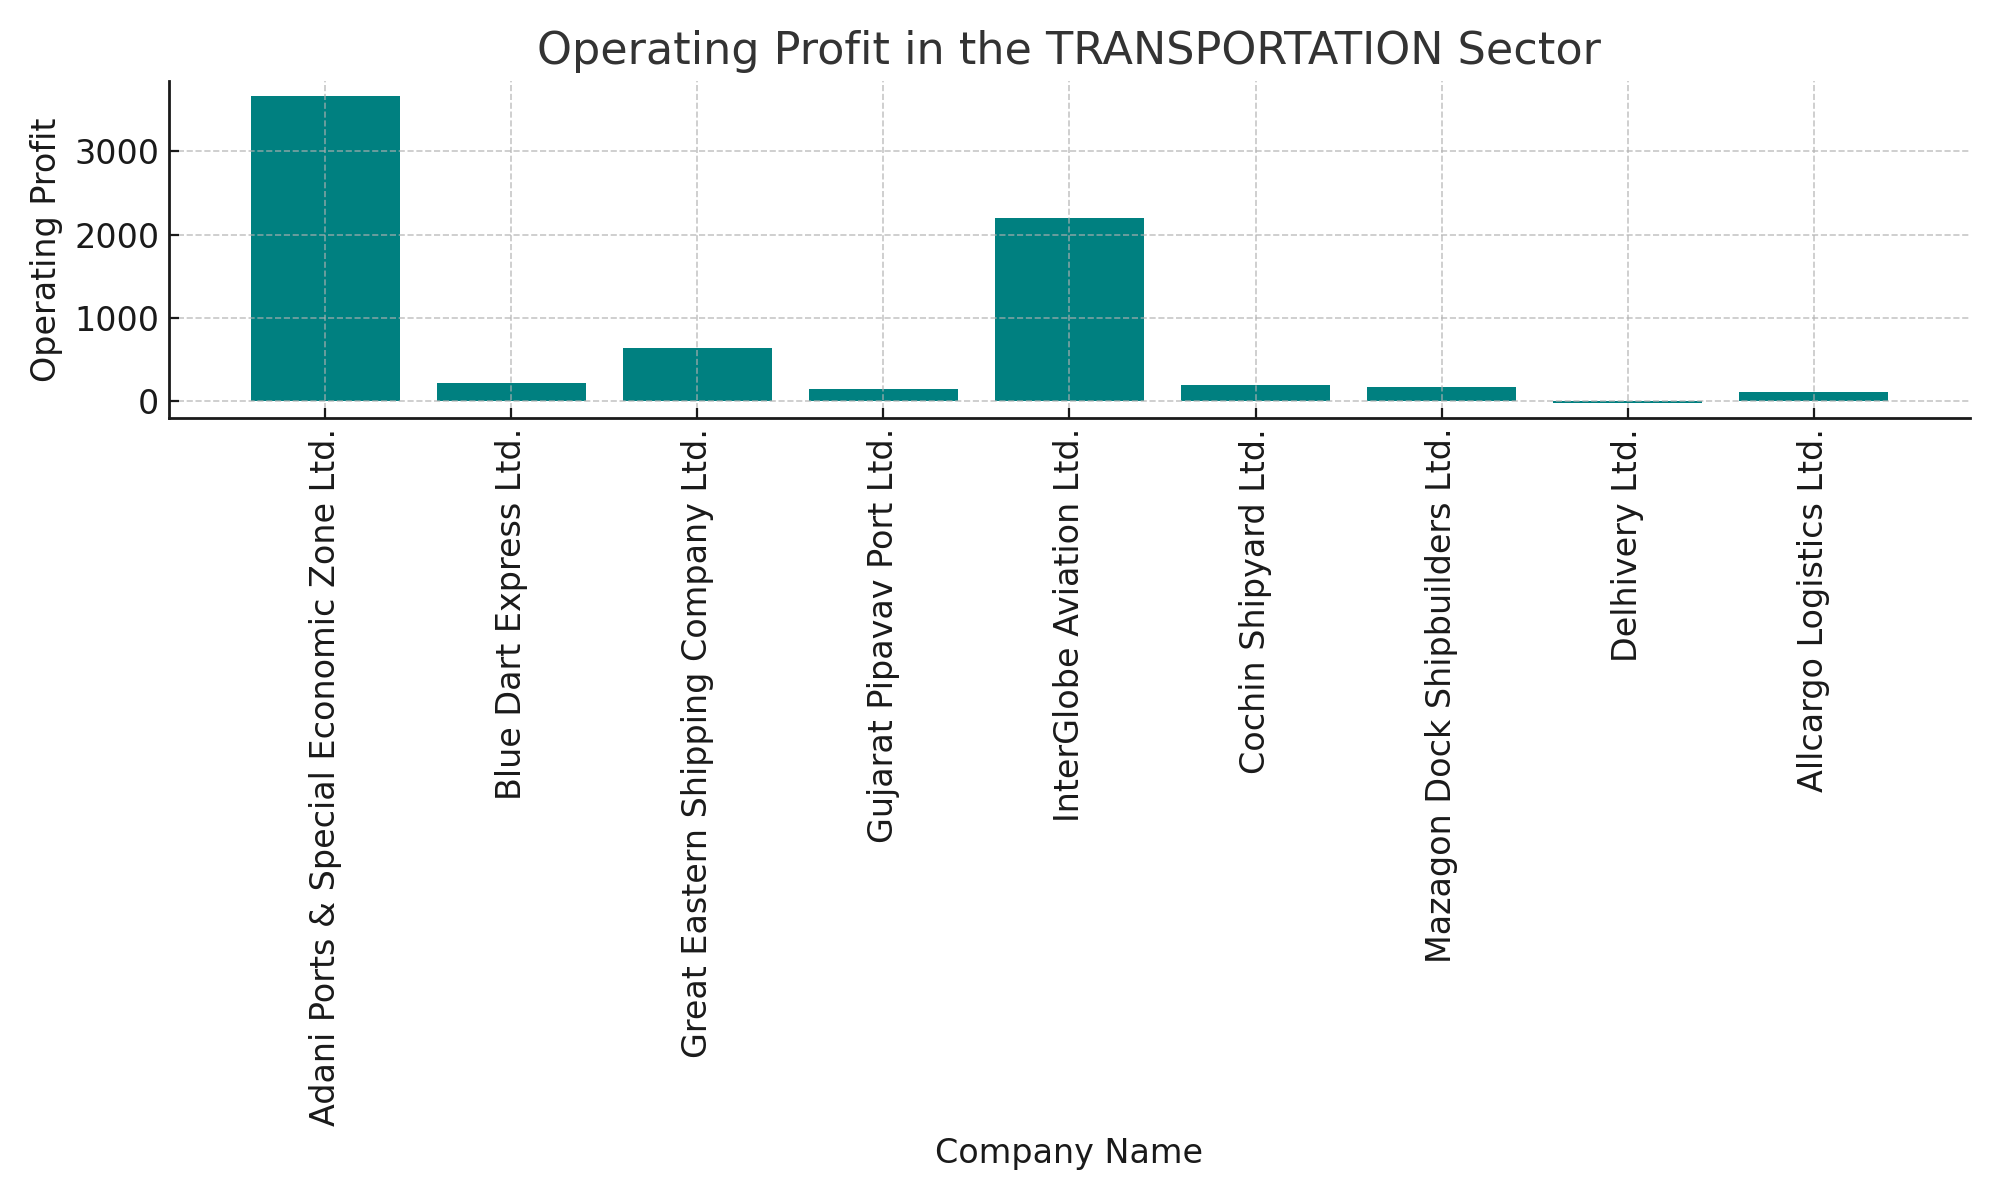 Operating Profit in the TRANSPORTATION Sector
Operating Profit
3000
2000
1000
0
Adani Ports & Special Economic Zone Ltd.
Blue Dart Express Ltd.
Great Eastern Shipping Company Ltd.
Gujarat Pipavav Port Ltd.
InterGlobe Aviation Ltd.
Cochin Shipyard Ltd.
Mazagon Dock Shipbuilders Ltd.
Delhivery Ltd.
Allcargo Logistics Ltd.
Company Name